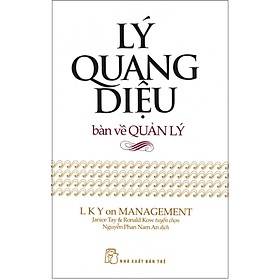 LÝ
QUANG
DIỆU
bàn về QUẢN LÝ
L K Y on MANAGEMENT
Janice Tay & Ronald Kow tuyển chọn
Nguyễn Phan Nam An dịch
NHÀ XUẤT BẢN TRẺ